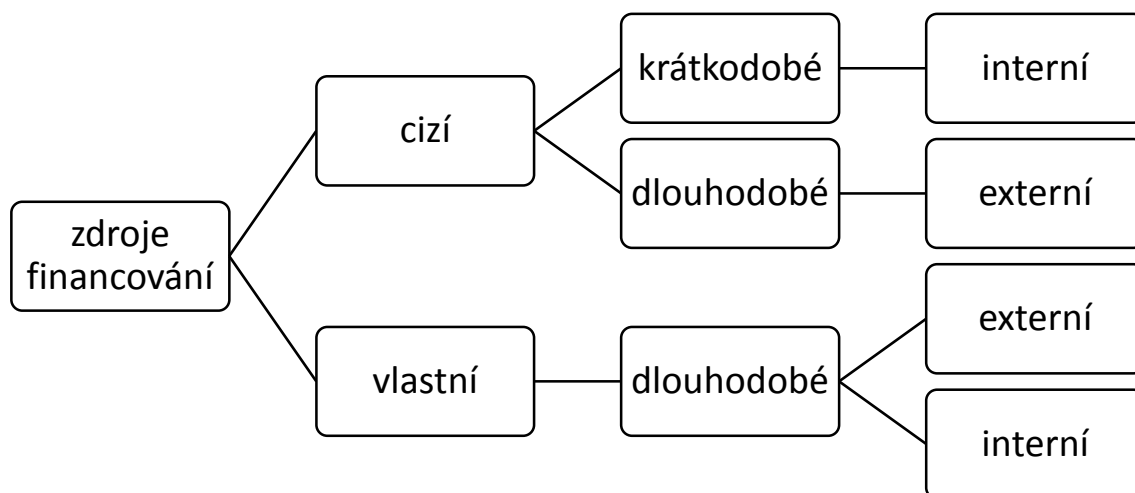 krátkodobé
interní
cizí
dlouhodobé
externí
zdroje
financování
externí
vlastní
dlouhodobé
interní